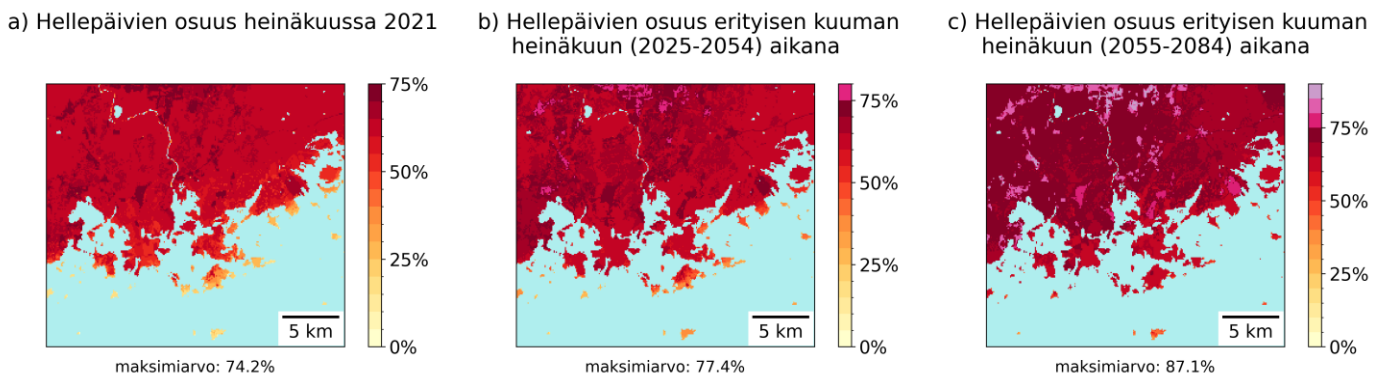 a) Hellepäivien osuus heinäkuussa 2021
b) Hellepäivien osuus erityisen kuuman
heinäkuun (2025-2054) aikana
c) Hellepäivien osuus erityisen kuuman
heinäkuun (2055-2084) aikana
75%
50%
25%
0%
5 km
maksimiarvo: 74.2%
75%
50%
25%
0%
5 km
maksimiarvo: 77.4%
75%
50%
25%
0%
5 km
maksimiarvo: 87.1%